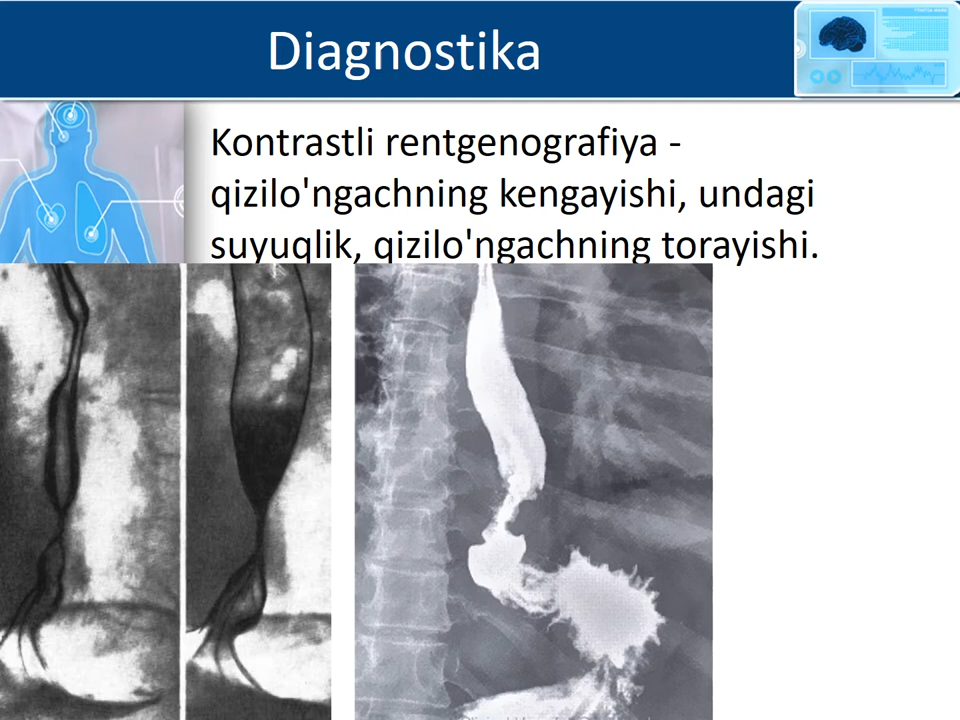 Diagnostika
Kontrastli rentgenografiya -
qizilo'ngachning kengayishi, undagi
suyuqlik, qizilo'ngachning torayishi.